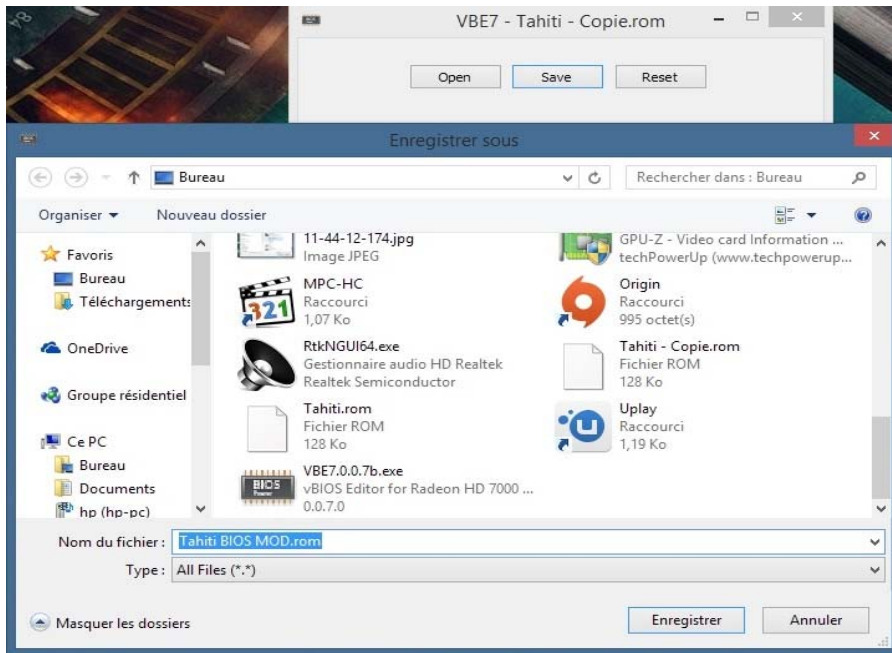 VBE7 - Tahiti - Copie.rom
Open Save Reset
Enregistrer sous
Bureau
Rechercher dans : Bureau
Organiser
Nouveau dossier
Favoris
Bureau
Téléchargements
OneDrive
Groupe résidentiel
Ce PC
Bureau
Documents
hp (hp-pc)
11-44-12-174.jpg
Image JPEG
GPU-Z - Video card Information ...
techPowerUp (www.techpowerup...
MPC-HC
Raccourci
1,07 Ko
Origin
Raccourci
995 octet(s)
RtkNGUI64.exe
Gestionnaire audio HD Realtek
Realtek Semiconductor
Tahiti - Copie.rom
Fichier ROM
128 Ko
Tahiti.rom
Fichier ROM
128 Ko
Uplay
Raccourci
1,19 Ko
BIOS
VBE7.0.0.7b.exe
vBIOS Editor for Radeon HD 7000 ...
0.0.7.0
Nom du fichier : Tahiti BIOS MOD.rom
Type : All Files (*.*)
Masquer les dossiers
Enregistrer Annuler